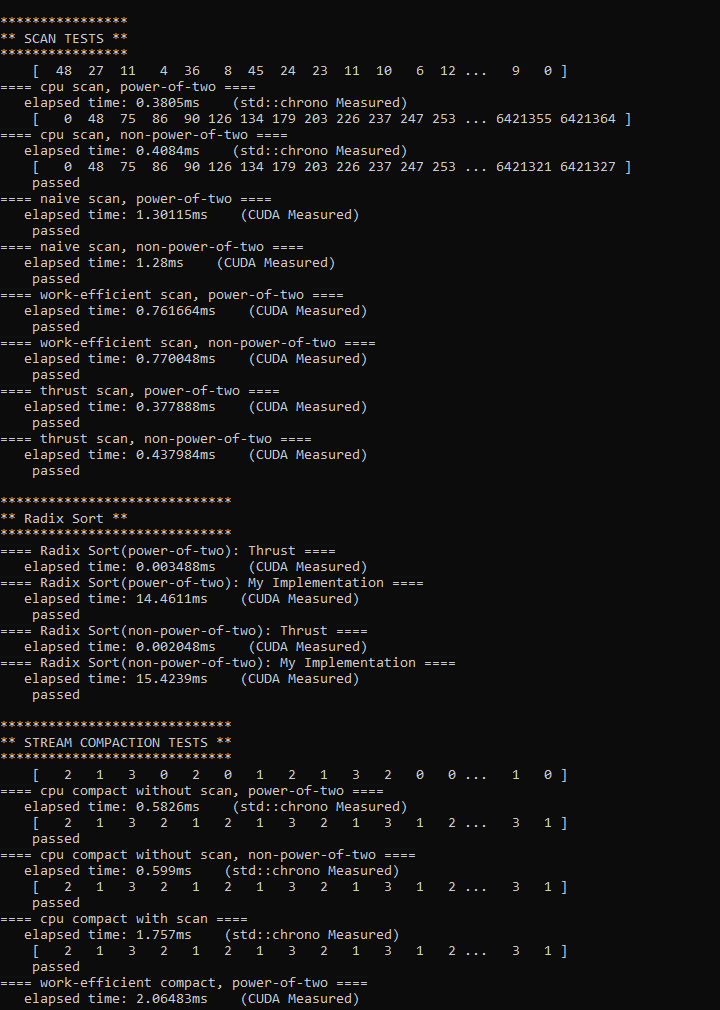 ****************
** SCAN TESTS **
****************
    [  48  27  11   4  36   8  45  24  23  11  10   6  12 ...   9   0 ]
==== cpu scan, power-of-two ====
   elapsed time: 0.3805ms    (std::chrono Measured)
    [   0  48  75  86  90 126 134 179 203 226 237 247 253 ... 6421355 6421364 ]
==== cpu scan, non-power-of-two ====
   elapsed time: 0.4084ms    (std::chrono Measured)
    [   0  48  75  86  90 126 134 179 203 226 237 247 253 ... 6421321 6421327 ]
    passed
==== naive scan, power-of-two ====
   elapsed time: 1.30115ms    (CUDA Measured)
    passed
==== naive scan, non-power-of-two ====
   elapsed time: 1.28ms    (CUDA Measured)
    passed
==== work-efficient scan, power-of-two ====
   elapsed time: 0.761664ms    (CUDA Measured)
    passed
==== work-efficient scan, non-power-of-two ====
   elapsed time: 0.770048ms    (CUDA Measured)
    passed
==== thrust scan, power-of-two ====
   elapsed time: 0.377888ms    (CUDA Measured)
    passed
==== thrust scan, non-power-of-two ====
   elapsed time: 0.437984ms    (CUDA Measured)
    passed

*****************************
** Radix Sort **
*****************************
==== Radix Sort(power-of-two): Thrust ====
   elapsed time: 0.003488ms    (CUDA Measured)
==== Radix Sort(power-of-two): My Implementation ====
   elapsed time: 14.4611ms    (CUDA Measured)
    passed
==== Radix Sort(non-power-of-two): Thrust ====
   elapsed time: 0.002048ms    (CUDA Measured)
==== Radix Sort(non-power-of-two): My Implementation ====
   elapsed time: 15.4239ms    (CUDA Measured)
    passed

*****************************
** STREAM COMPACTION TESTS **
*****************************
    [   2   1   3   0   2   0   1   2   1   3   2   0   0 ...   1   0 ]
==== cpu compact without scan, power-of-two ====
   elapsed time: 0.5826ms    (std::chrono Measured)
    [   2   1   3   2   1   2   1   3   2   1   3   1   2 ...   3   1 ]
    passed
==== cpu compact without scan, non-power-of-two ====
   elapsed time: 0.599ms    (std::chrono Measured)
    [   2   1   3   2   1   2   1   3   2   1   3   1   2 ...   3   1 ]
    passed
==== cpu compact with scan ====
   elapsed time: 1.757ms    (std::chrono Measured)
    [   2   1   3   2   1   2   1   3   2   1   3   1   2 ...   3   1 ]
    passed
==== work-efficient compact, power-of-two ====
   elapsed time: 2.06483ms    (CUDA Measured)